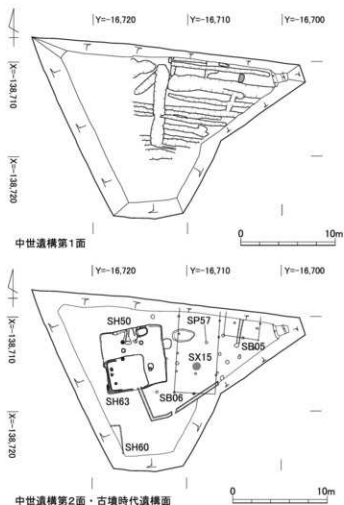 Y=-16,720 Y=-16,710 Y=-16,700
X=-138,710
X=-138,720
中世遺構第1面
0 10m
Y=-16,720 Y=-16,710 Y=-16,700
X=-138,710
SH50 SP57
SX15 SB05
SH63
SB06
X=-138,720
SH60
中世遺構第2面・古墳時代遺構面
0 10m